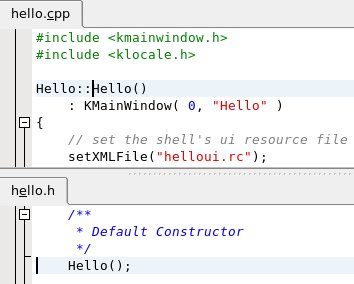 hello.cpp
#include <kmainwindow.h>
#include <klocale.h>
Hello::Hello()
: KMainWindow( 0, "Hello" )
{
// set the shell's ui resource file
setXMLFile("helloui.rc");
hello.h
/**
* Default Constructor
*/
Hello();